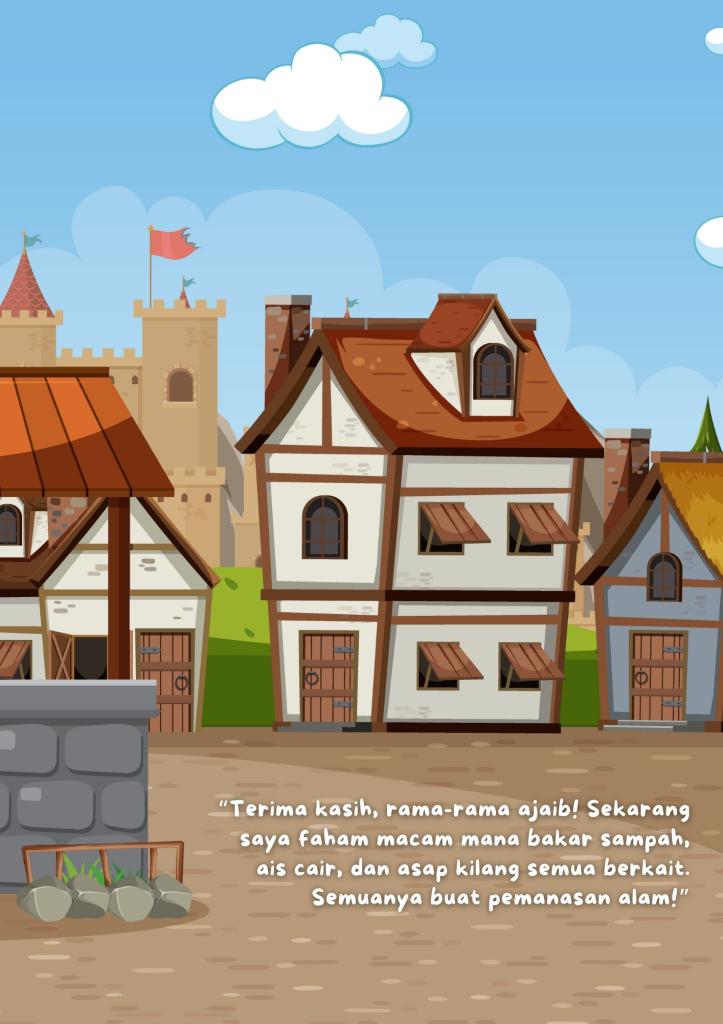 “Terima kasih, rama-rama ajaib! Sekarang
saya faham macam mana bakar sampah,
ais cair, dan asap kilang semua berkait.
Semuanya buat pemanasan alam!”